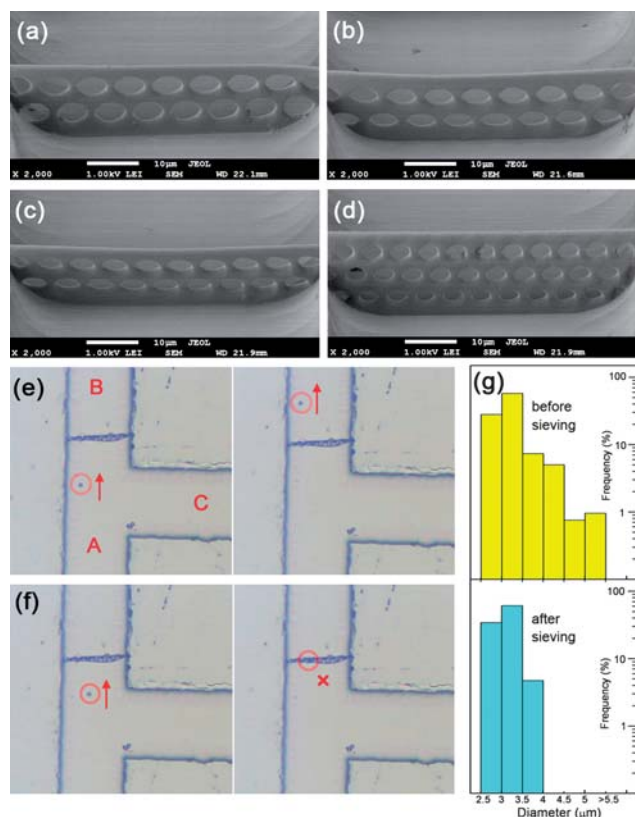 (a)
10μm JEOL
X 2,000 1.00kV LEI SEM WD 22.1mm
(b)
10μm JEOL
X 2,000 1.00kV LEI SEM WD 21.6mm
(c)
10μm JEOL
X 2,000 1.00kV LEI SEM WD 21.9mm
(d)
10μm JEOL
X 2,000 1.00kV LEI SEM WD 21.9mm
(e)
B
C
A
(f)
×
(g)
before
sieving
100
10
1
Frequency (%)
after
sieving
100
10
1
Frequency (%)
2.5 3 3.5 4 4.5 5 >5.5
Diameter (μm)